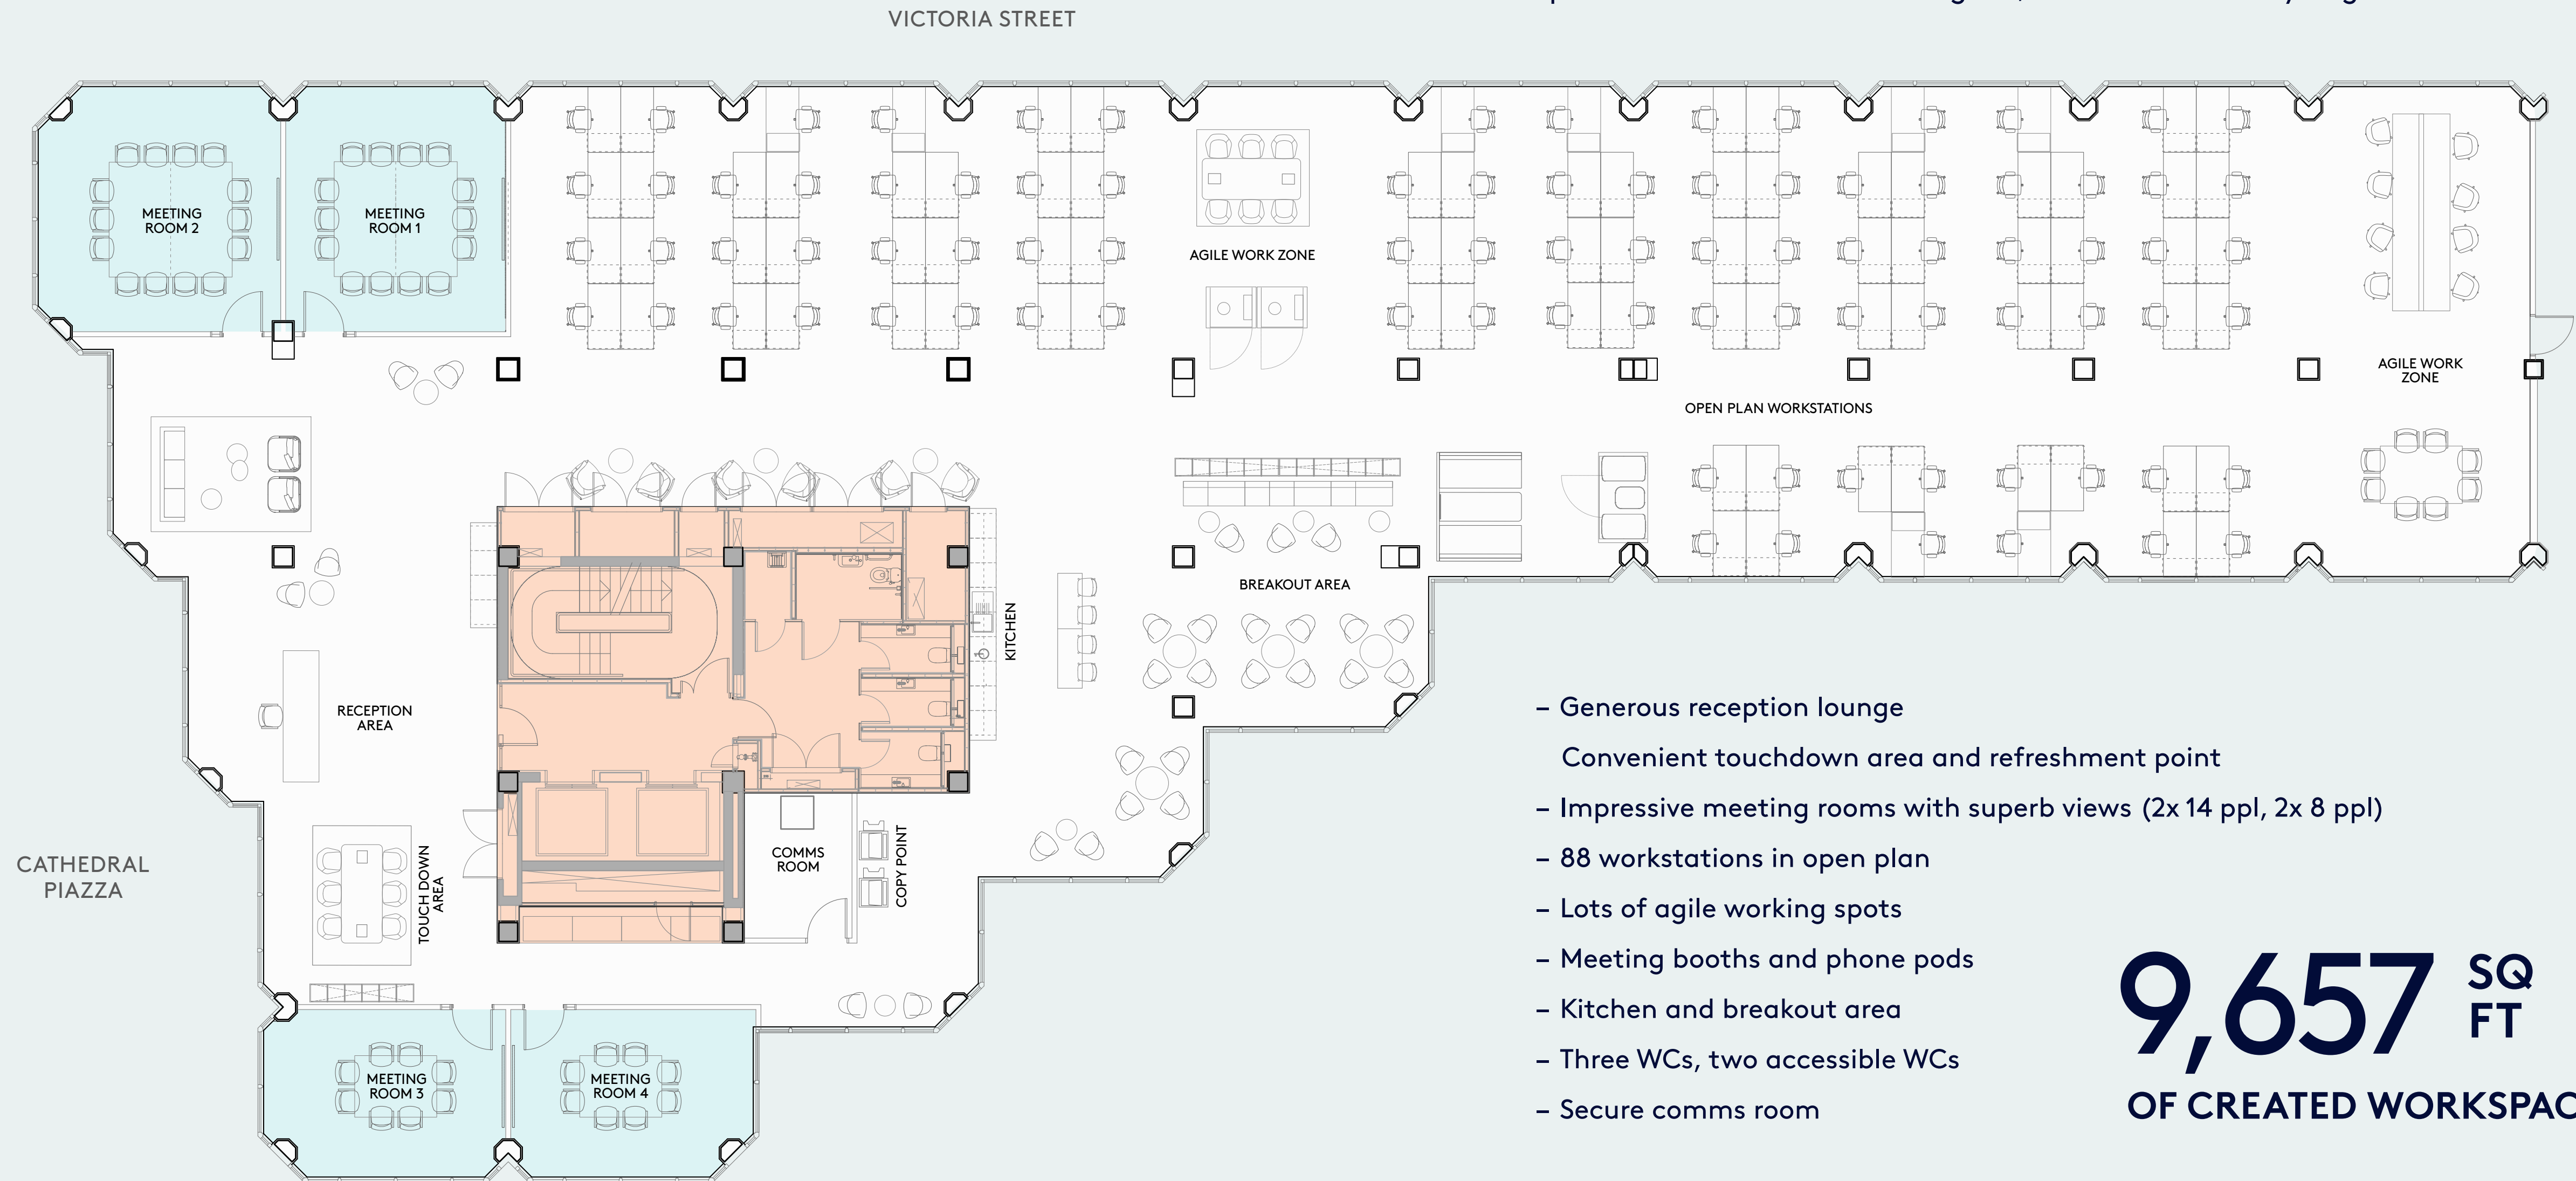 VICTORIA STREET
MEETING
ROOM 2
MEETING
ROOM 1
AGILE WORK ZONE
AGILE WORK
ZONE
OPEN PLAN WORKSTATIONS
BREAKOUT AREA
KITCHEN
RECEPTION
AREA
TOUCH DOWN
AREA
COMMS
ROOM
COPY POINT
CATHEDRAL
PIAZZA
MEETING
ROOM 3
MEETING
ROOM 4
– Generous reception lounge
Convenient touchdown area and refreshment point
– Impressive meeting rooms with superb views (2x 14 ppl, 2x 8 ppl)
– 88 workstations in open plan
– Lots of agile working spots
– Meeting booths and phone pods
– Kitchen and breakout area
– Three WCs, two accessible WCs
– Secure comms room
9,657 SQ
FT
OF CREATED WORKSPAC